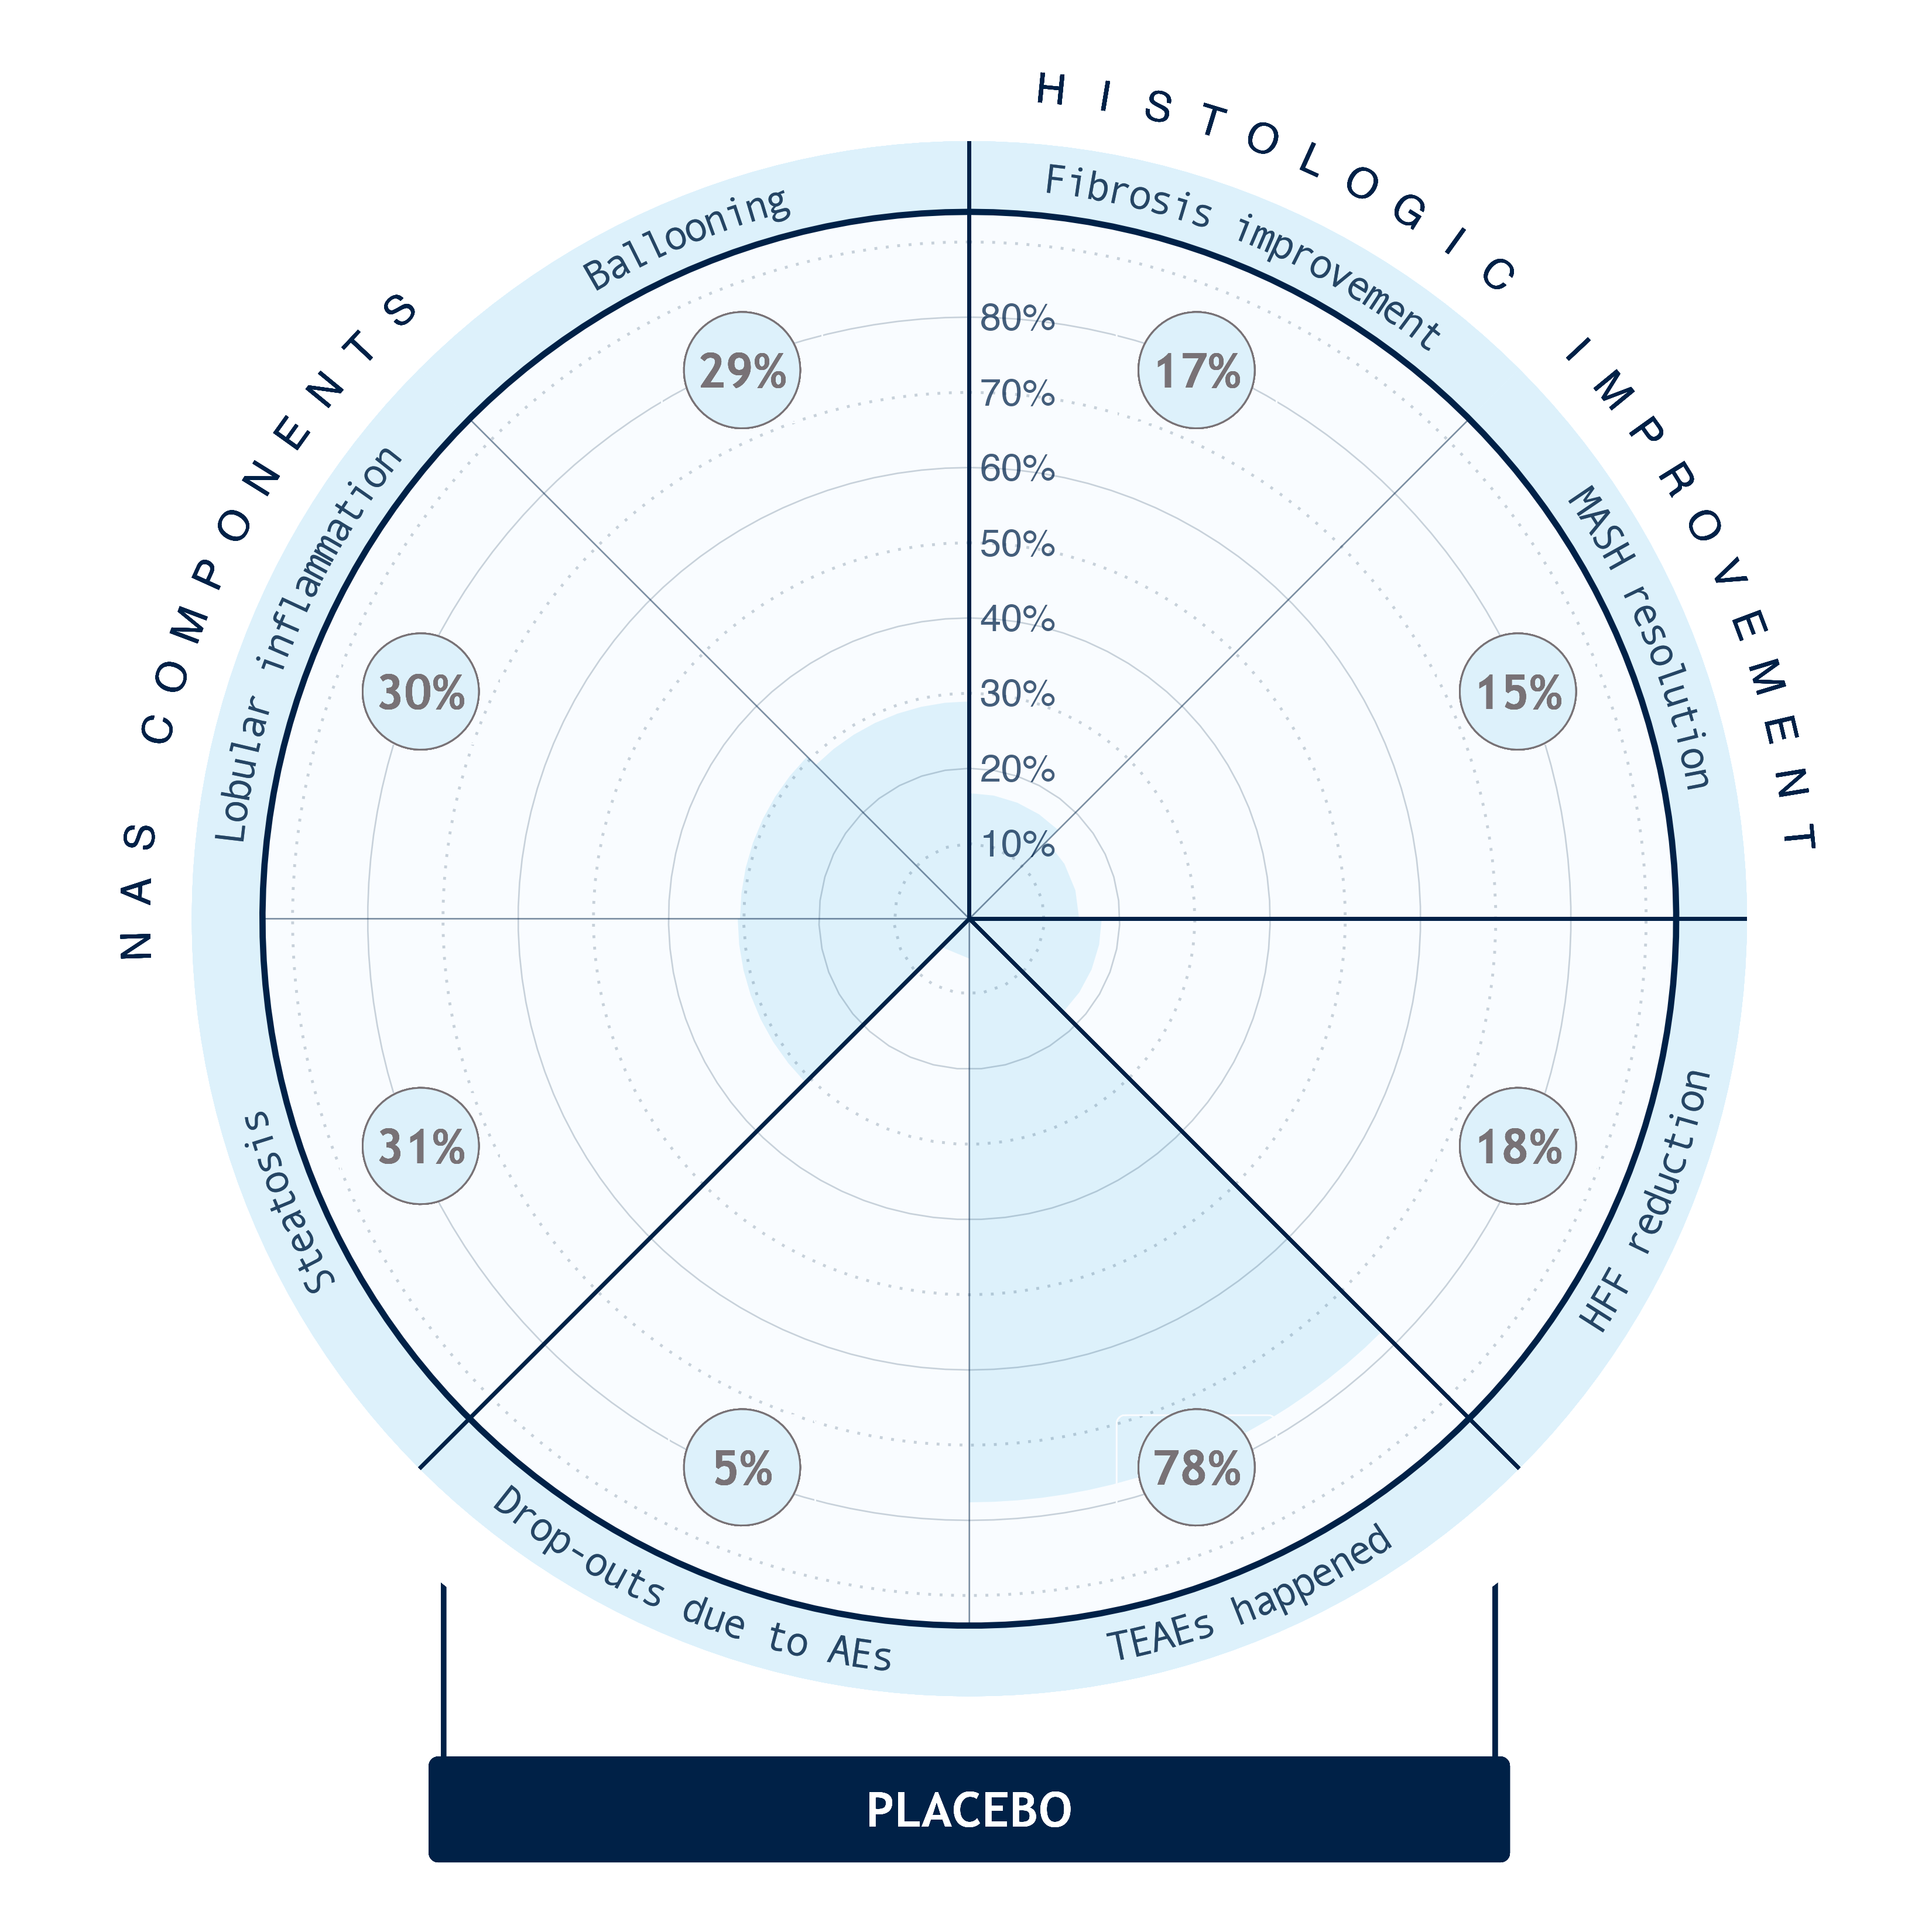 HISTOLOGIC IMPROVEMENT
NAS COMPONENTS
Fibrosis improvement
MASH resolution
HFF reduction
TEAEs happened
Drop-outs due to AEs
Steatosis
Lobular inflammation
Ballooning
80%
70%
60%
50%
40%
30%
20%
10%
17%
15%
18%
78%
5%
31%
30%
29%
PLACEBO